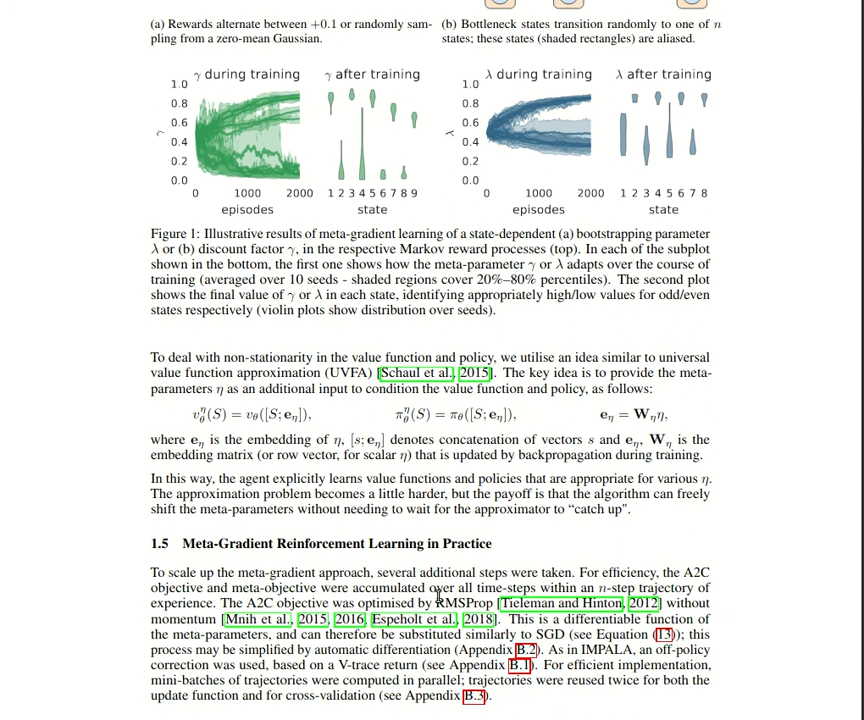 (a) Rewards alternate between +0.1 or randomly sam-
pling from a zero-mean Gaussian.
(b) Bottleneck states transition randomly to one of n
states; these states (shaded rectangles) are aliased.
γ during training
γ after training
λ during training
λ after training
1.0
0.8
0.6
0.4
0.2
0.0
γ
0 1000 2000
episodes
1 2 3 4 5 6 7 8 9
state
1.0
0.8
0.6
0.4
0.2
0.0
λ
0 1000 2000
episodes
1 2 3 4 5 6 7 8
state
Figure 1: Illustrative results of meta-gradient learning of a state-dependent (a) bootstrapping parameter
λ or (b) discount factor γ, in the respective Markov reward processes (top). In each of the subplot
shown in the bottom, the first one shows how the meta-parameter γ or λ adapts over the course of
training (averaged over 10 seeds - shaded regions cover 20%–80% percentiles). The second plot
shows the final value of γ or λ in each state, identifying appropriately high/low values for odd/even
states respectively (violin plots show distribution over seeds).
To deal with non-stationarity in the value function and policy, we utilise an idea similar to universal
value function approximation (UVFA) [Schaul et al., 2015]. The key idea is to provide the meta-
parameters η as an additional input to condition the value function and policy, as follows:
v_θ^η(S) = v_θ([S; e_η]), π_θ^η(S) = π_θ([S; e_η]), e_η = W_η η,
where e_η is the embedding of η, [s; e_η] denotes concatenation of vectors s and e_η, W_η is the
embedding matrix (or row vector, for scalar η) that is updated by backpropagation during training.
In this way, the agent explicitly learns value functions and policies that are appropriate for various η.
The approximation problem becomes a little harder, but the payoff is that the algorithm can freely
shift the meta-parameters without needing to wait for the approximator to “catch up”.
1.5 Meta-Gradient Reinforcement Learning in Practice
To scale up the meta-gradient approach, several additional steps were taken. For efficiency, the A2C
objective and meta-objective were accumulated over all time-steps within an n-step trajectory of
experience. The A2C objective was optimised by RMSProp [Tieleman and Hinton, 2012] without
momentum [Mnih et al., 2015, 2016, Espeholt et al., 2018]. This is a differentiable function of
the meta-parameters, and can therefore be substituted similarly to SGD (see Equation (13)); this
process may be simplified by automatic differentiation (Appendix B.2). As in IMPALA, an off-policy
correction was used, based on a V-trace return (see Appendix B.1). For efficient implementation,
mini-batches of trajectories were computed in parallel; trajectories were reused twice for both the
update function and for cross-validation (see Appendix B.3).